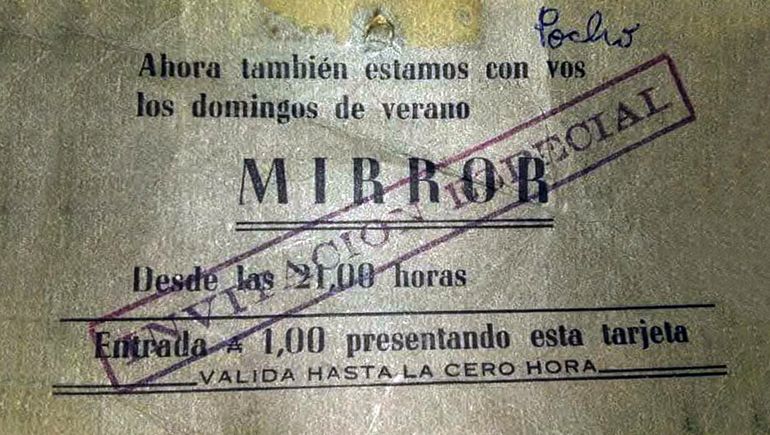 Pocho
Ahora también estamos con vos
los domingos de verano
MIRROR
INVITACION ESPECIAL
Desde las 21,00 horas
Entrada ₳ 1,00 presentando esta tarjeta
VALIDA HASTA LA CERO HORA